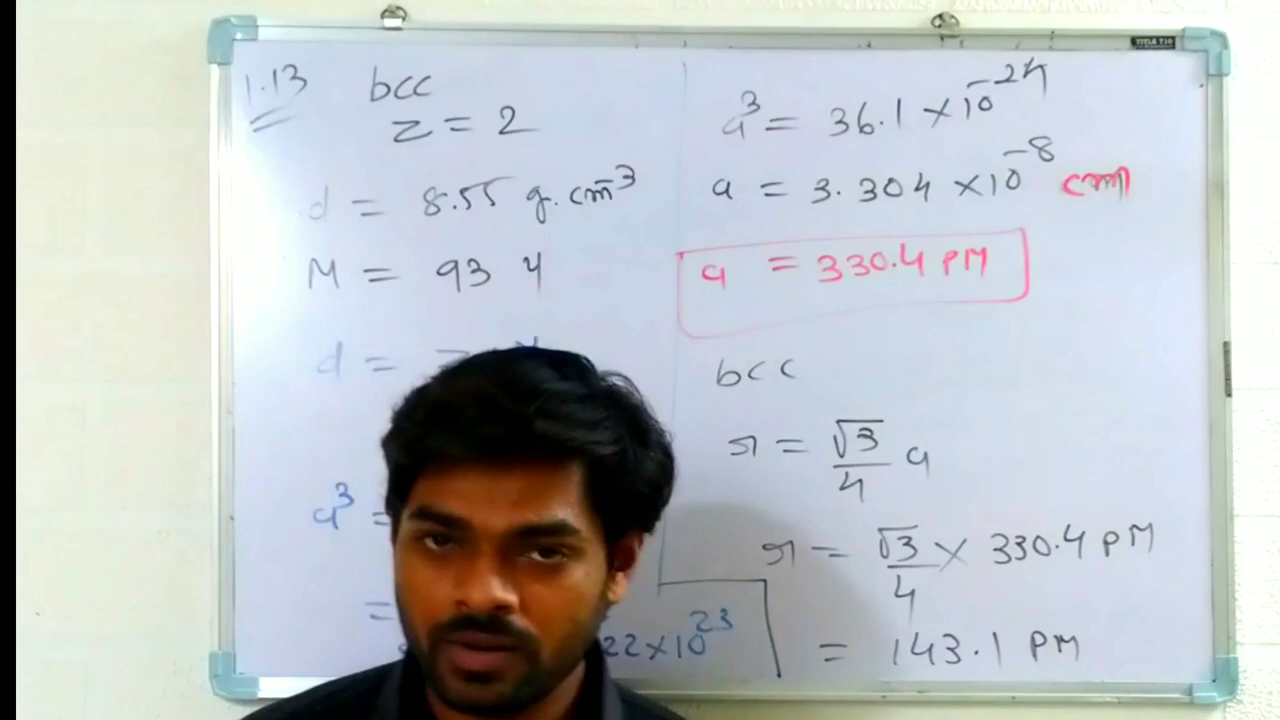 1.13 bcc
z = 2
d = 8.55 g.cm⁻³
M = 93 u
d =
a³ =
=
22×10²³
a³ = 36.1 × 10⁻²⁴
a = 3.304 × 10⁻⁸ cm
a = 330.4 PM
bcc
r = √3/4 a
r = √3/4 × 330.4 PM
= 143.1 PM